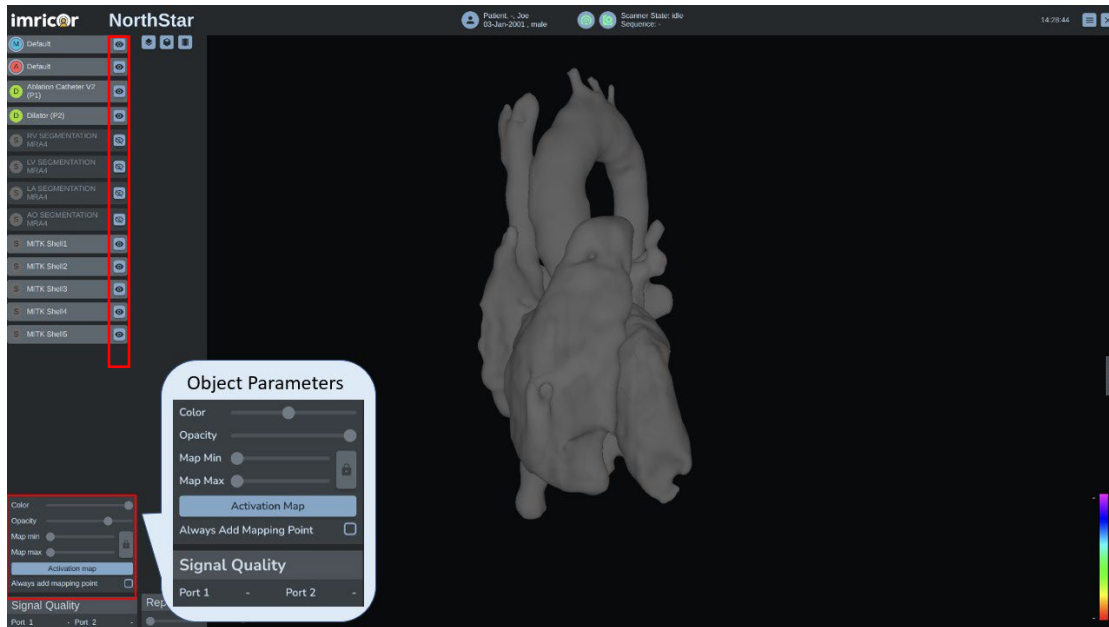 imricor NorthStar
Patient. -, Joe
03-Jan-2001 , male
Scanner State: idle
Sequence: -
14:28:44
M Default
A Default
D Ablation Catheter V2
(P1)
D Dilator (P2)
S RV SEGMENTATION
MRA4
S LV SEGMENTATION
MRA4
S LA SEGMENTATION
MRA4
S AO SEGMENTATION
MRA4
S MITK Shell1
S MITK Shell2
S MITK Shell3
S MITK Shell4
S MITK Shell5
Object Parameters
Color
Opacity
Map Min
Map Max
Activation Map
Always Add Mapping Point
Signal Quality
Port 1 - Port 2 -
Color
Opacity
Map min
Map max
Activation map
Always add mapping point
Signal Quality
Port 1 - Port 2 -